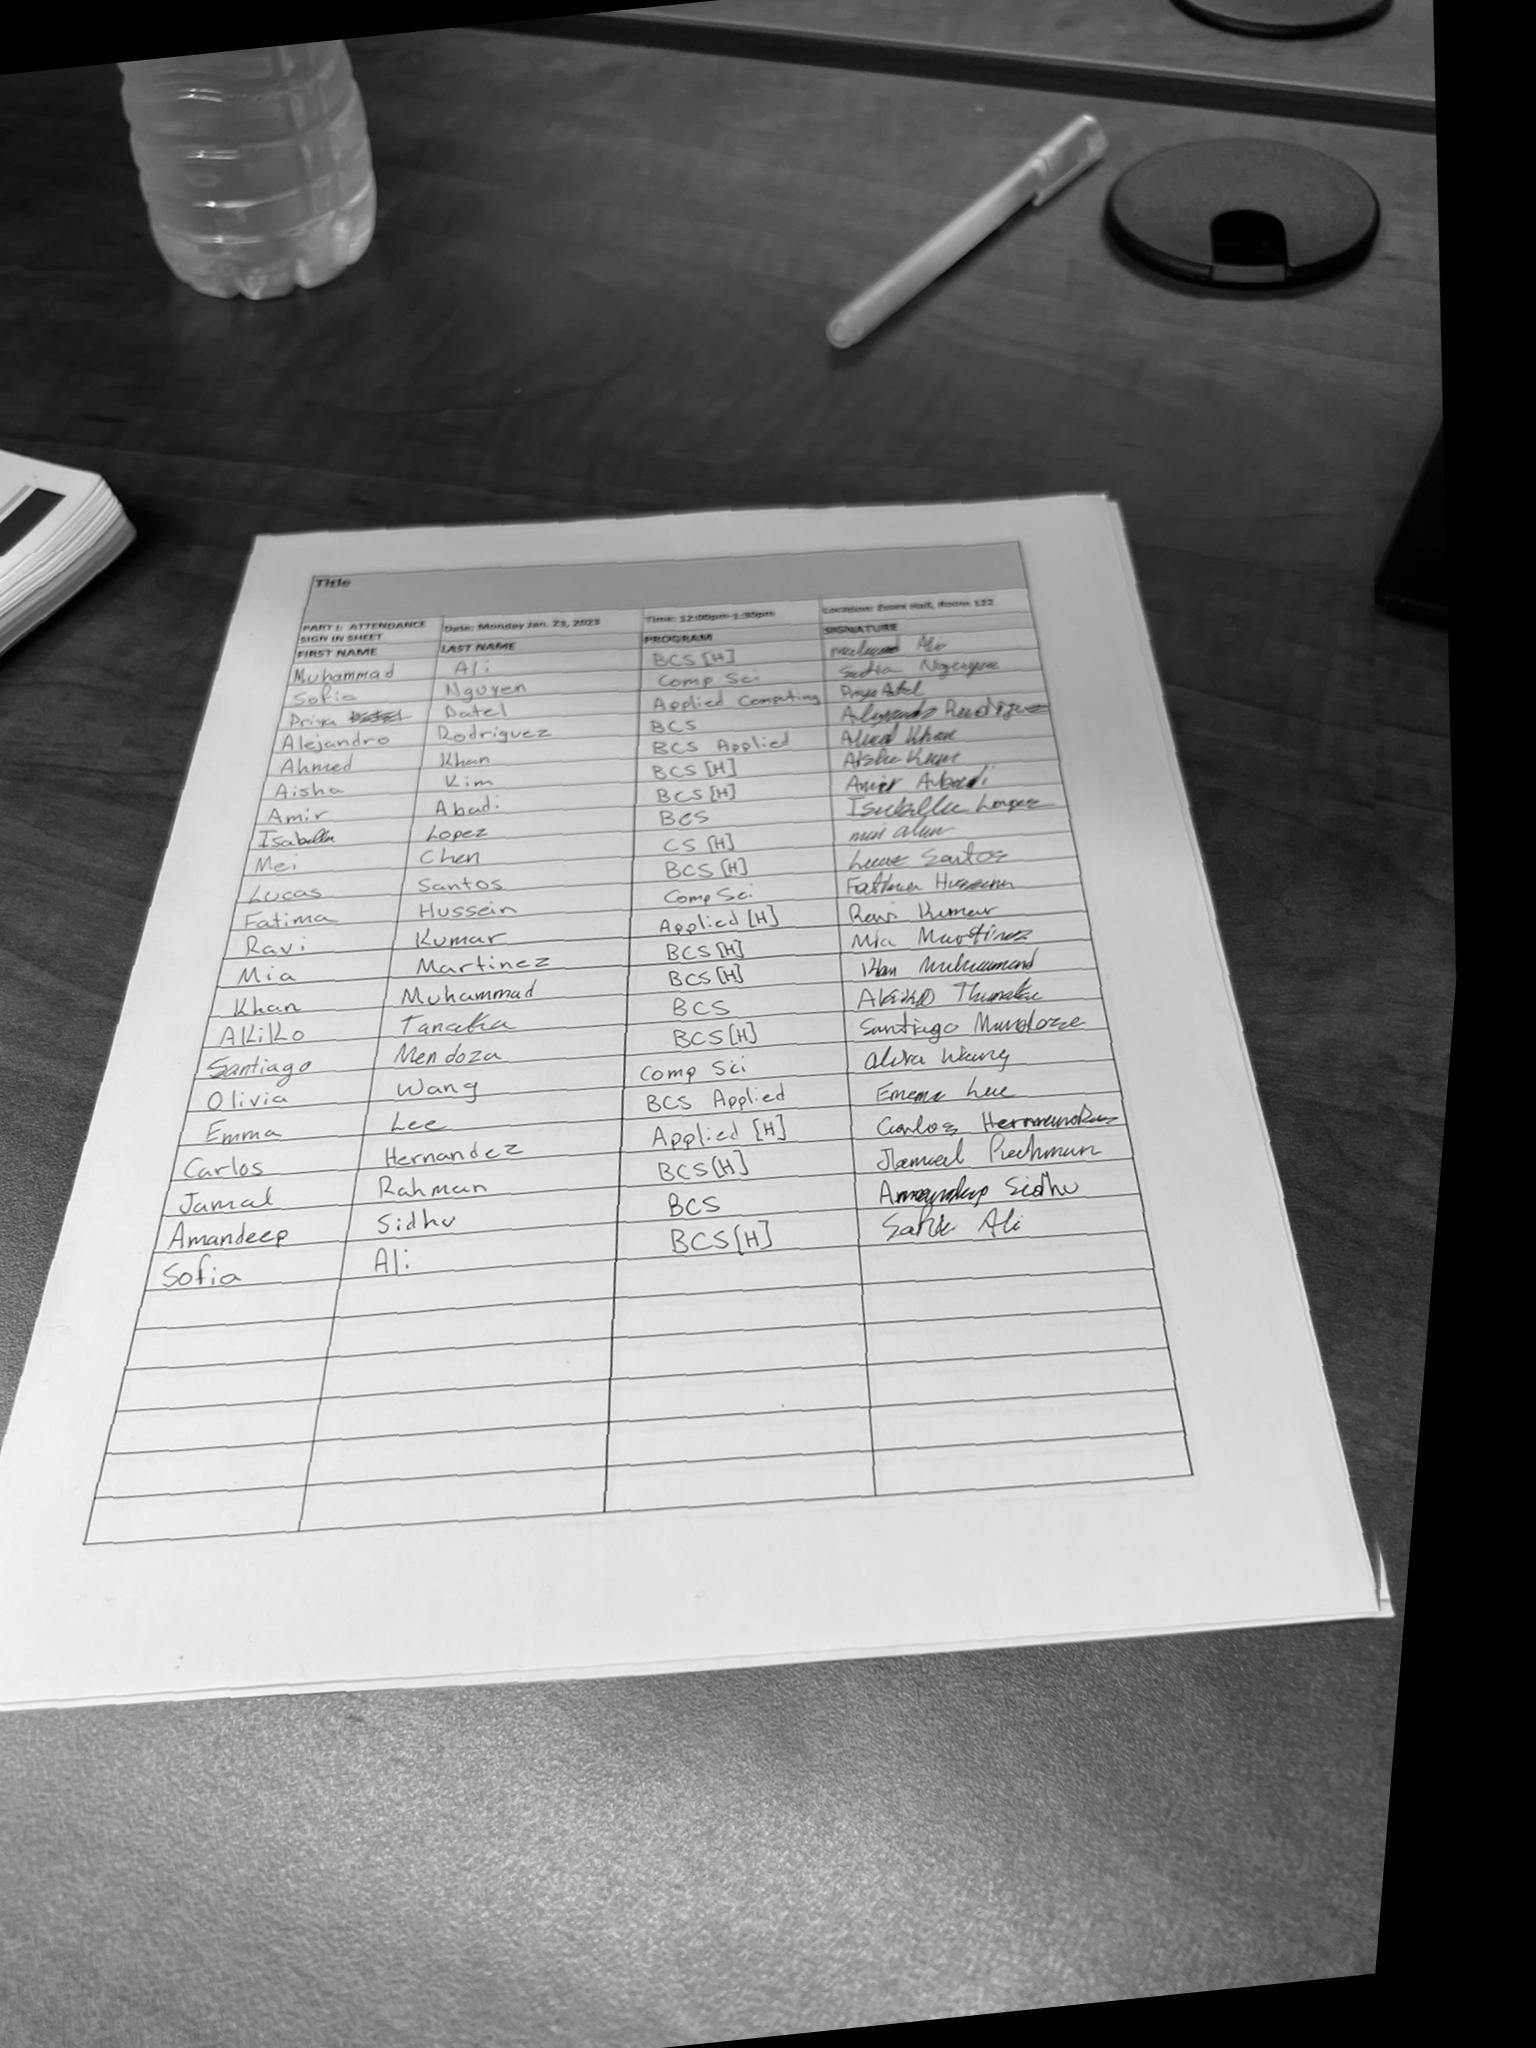 Title
PART I: ATTENDANCE SIGN IN SHEET Date: Monday Jan. 23, 2023 Time: 12:00pm-1:30pm Location: Essex Hall, Room 122
FIRST NAME LAST NAME PROGRAM SIGNATURE
Muhammad Ali BCS [H] Ali
Sofia Nguyen Comp Sci Sofia Nguyen
Priya Patel Applied Computing Priya Patel
Alejandro Rodriguez BCS Alejandro Rodriguez
Ahmed Khan BCS Applied Ahmed Khan
Aisha Kim BCS [H] Aisha Kim
Amir Abadi BCS [H] Amir Abadi
Isabella Lopez BCS Isabella Lopez
Mei Chen CS [H] mei
Lucas Santos BCS [H] Lucas Santos
Fatima Hussein Comp Sci Fatima Hussein
Ravi Kumar Applied [H] Ravi Kumar
Mia Martinez BCS [H] Mia Martinez
Khan Muhammad BCS [H] Khan Muhammad
Akiko Tanaka BCS Akiko
Santiago Mendoza BCS [H] Santiago
Olivia Wang Comp Sci Wang
Emma Lee BCS Applied Emema Lee
Carlos Hernandez Applied [H] Carlos Hernandez
Jamal Rahman BCS [H] Jamal Rahman
Amandeep Sidhu BCS Amandeep Sidhu
Sofia Ali BCS [H] Sofia Ali